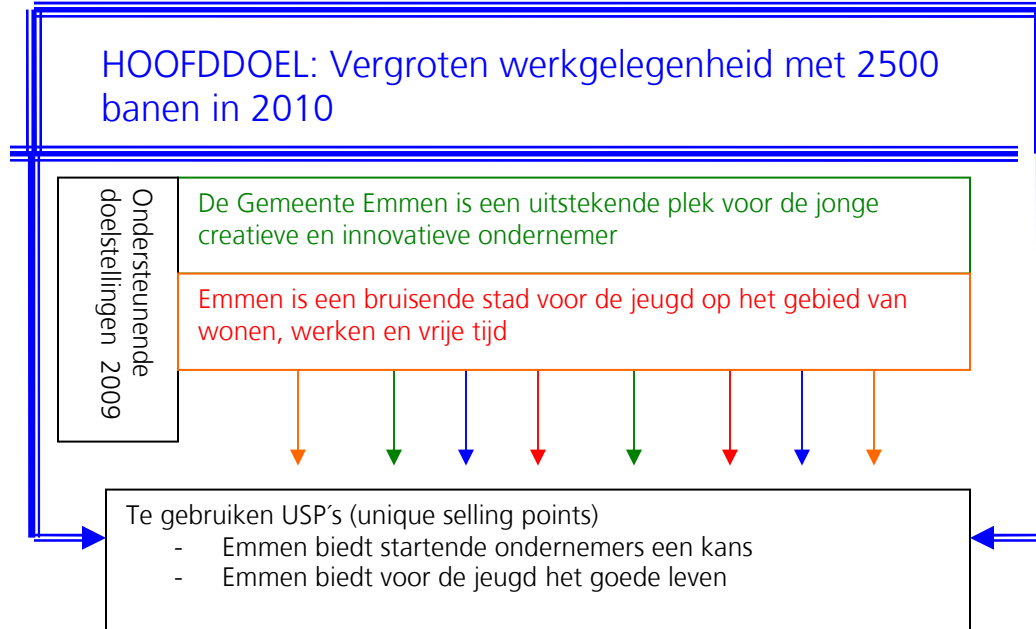 HOOFDDOEL: Vergroten werkgelegenheid met 2500
banen in 2010
Ondersteunende
doelstellingen 2009
De Gemeente Emmen is een uitstekende plek voor de jonge
creatieve en innovatieve ondernemer
Emmen is een bruisende stad voor de jeugd op het gebied van
wonen, werken en vrije tijd
Te gebruiken USP´s (unique selling points)
- Emmen biedt startende ondernemers een kans
- Emmen biedt voor de jeugd het goede leven